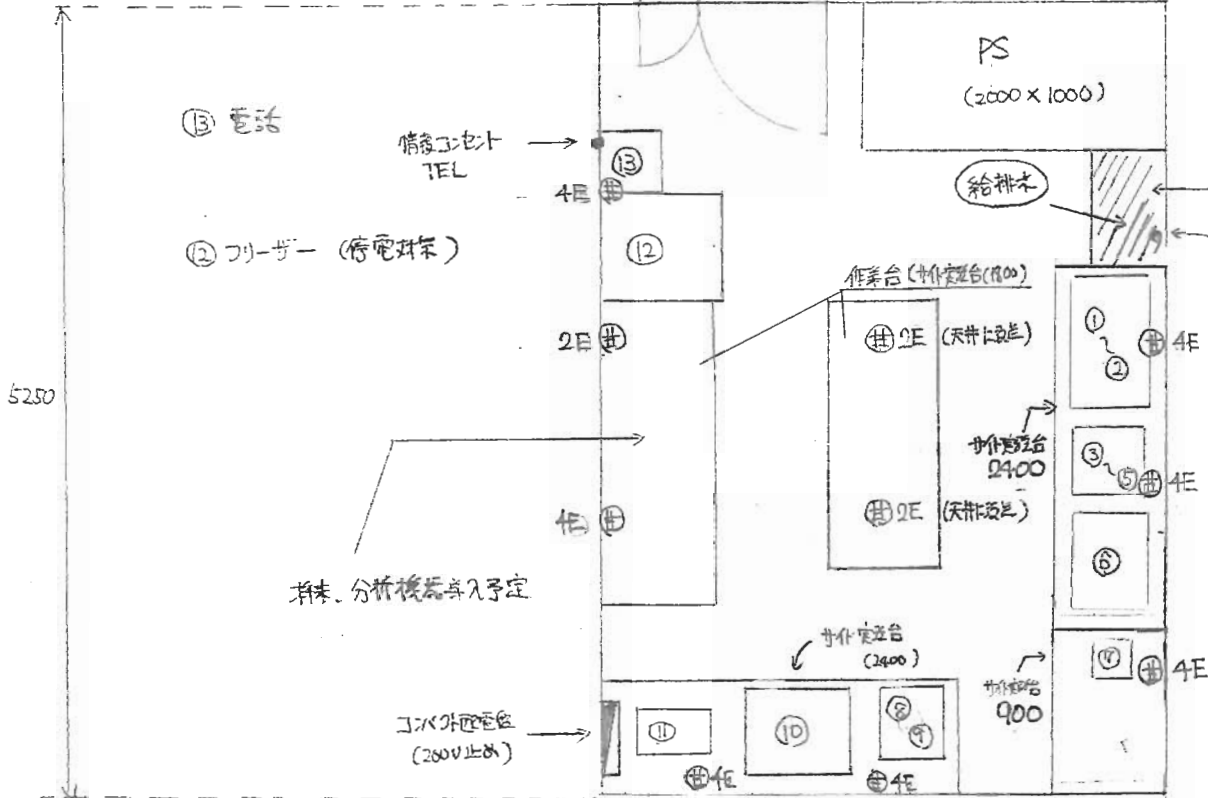 PS
(2000×1000)
⑬ 電話
情報コンセント
TEL
⑬
4E
給排水
⑫ フリーザー (停電対策)
⑫
作業台 (サイド実験台(1800)
2E
2E (天井に設置)
①
~
②
4E
5250
サイド実験台
2400
③
~
⑤
4E
4E
2E (天井に設置)
⑥
将来、分析機器導入予定
サイド実験台
(2400)
4E
サイド実験台
900
コンパクト配電盤
(200V止め)
⑪
⑩
⑧
⑨
4E
4E